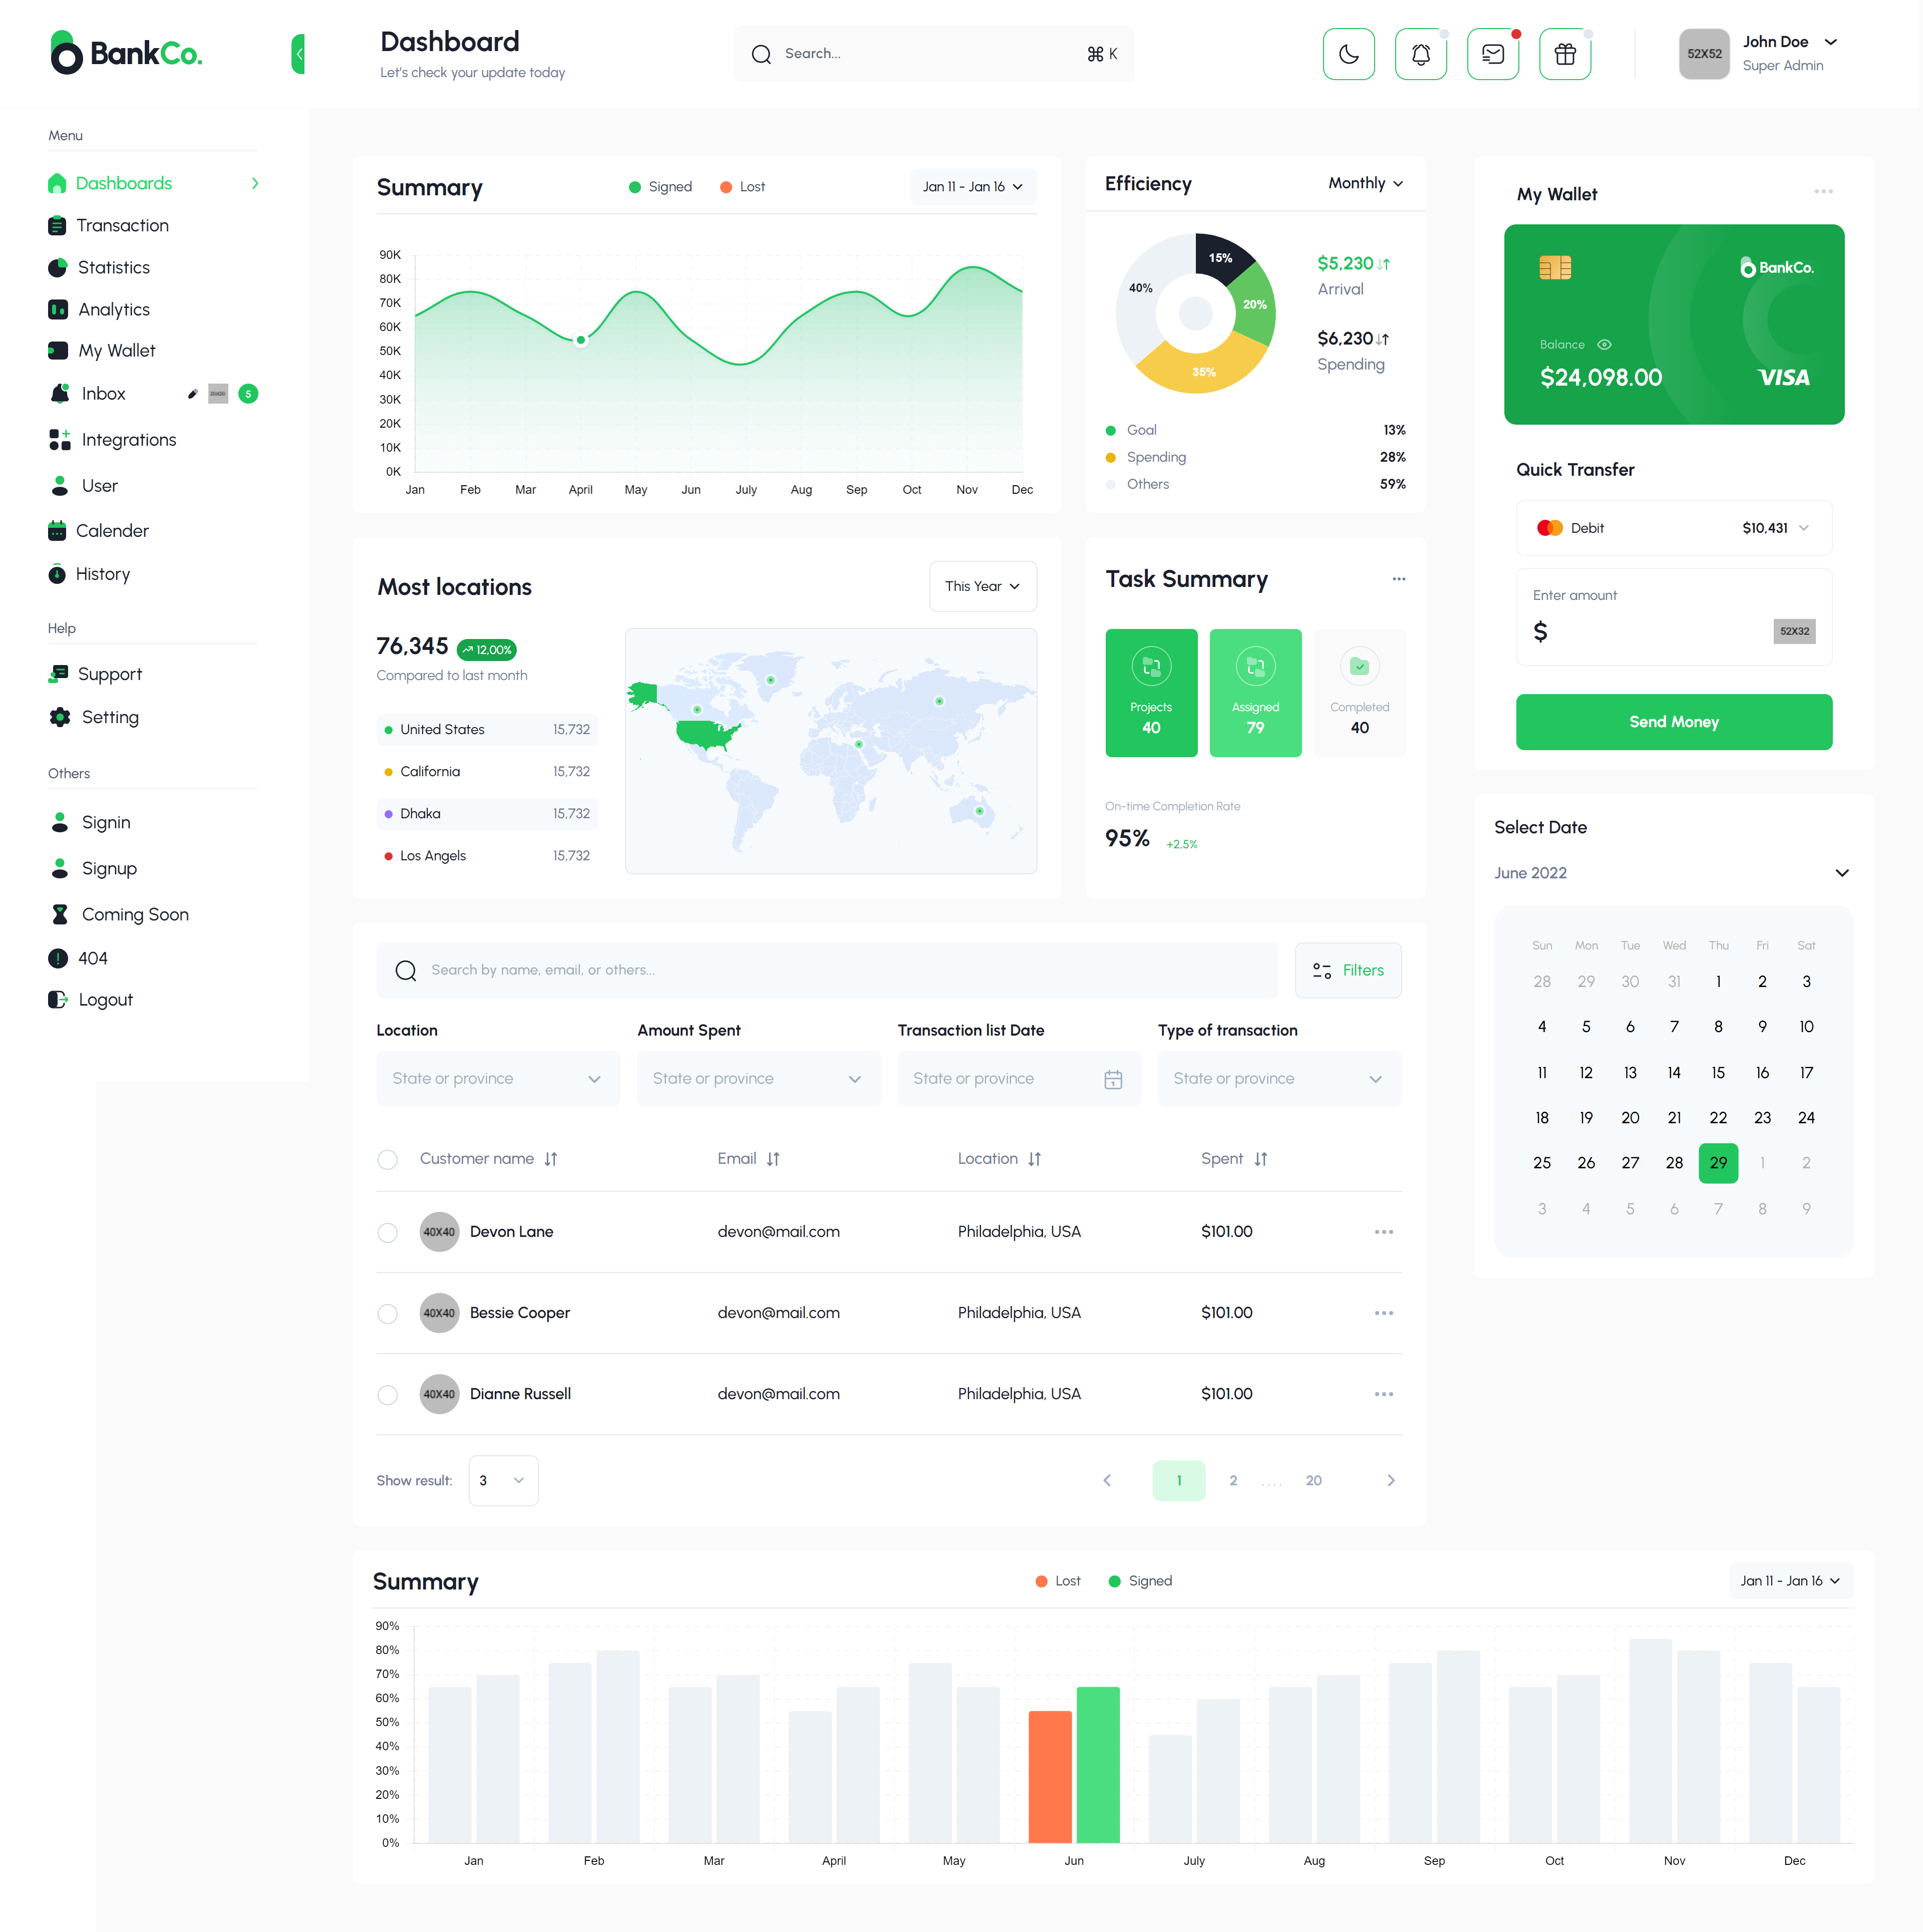 BankCo.
Dashboard
Let's check your update today
Search...
⌘ K
52X52
John Doe
Super Admin
Menu
Dashboards
Transaction
Statistics
Analytics
My Wallet
Inbox
5
Integrations
User
Calender
History
Help
Support
Setting
Others
Signin
Signup
Coming Soon
404
Logout
Summary
Signed
Lost
Jan 11 - Jan 16
90K
80K
70K
60K
50K
40K
30K
20K
10K
0K
Jan Feb Mar April May Jun July Aug Sep Oct Nov Dec
Efficiency
Monthly
15%
20%
35%
40%
$5,230
Arrival
$6,230
Spending
Goal 13%
Spending 28%
Others 59%
My Wallet
BankCo.
Balance
$24,098.00
VISA
Quick Transfer
Debit
$10,431
Enter amount
$
52X32
Send Money
Most locations
This Year
76,345
12,00%
Compared to last month
United States 15,732
California 15,732
Dhaka 15,732
Los Angels 15,732
Task Summary
Projects
40
Assigned
79
Completed
40
On-time Completion Rate
95%
+2.5%
Select Date
June 2022
Sun Mon Tue Wed Thu Fri Sat
28 29 30 31 1 2 3
4 5 6 7 8 9 10
11 12 13 14 15 16 17
18 19 20 21 22 23 24
25 26 27 28 29 1 2
3 4 5 6 7 8 9
Search by name, email, or others...
Filters
Location
Amount Spent
Transaction list Date
Type of transaction
State or province
State or province
State or province
State or province
Customer name Email Location Spent
40X40 Devon Lane devon@mail.com Philadelphia, USA $101.00
40X40 Bessie Cooper devon@mail.com Philadelphia, USA $101.00
40X40 Dianne Russell devon@mail.com Philadelphia, USA $101.00
Show result: 3
1 2 .... 20
Summary
Lost
Signed
Jan 11 - Jan 16
90%
80%
70%
60%
50%
40%
30%
20%
10%
0%
Jan Feb Mar April May Jun July Aug Sep Oct Nov Dec